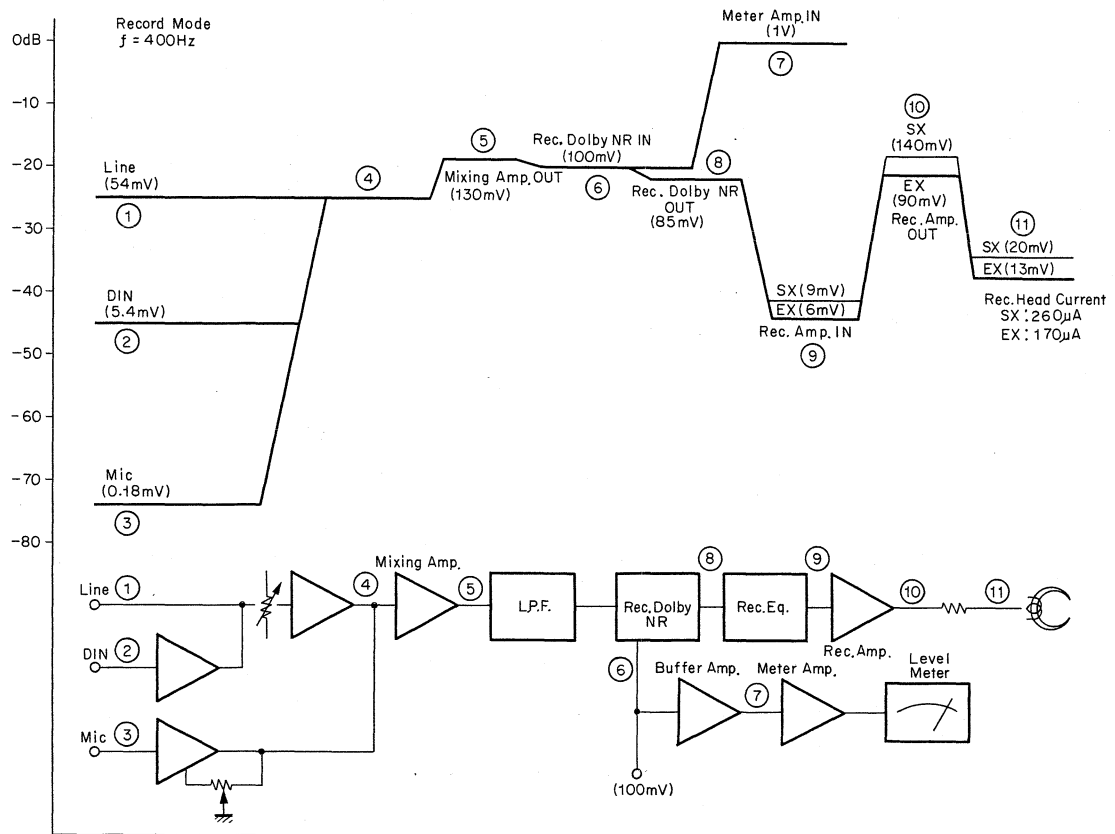 Record Mode
f = 400Hz
0dB
-10
-20
-30
-40
-50
-60
-70
-80
Line
(54mV)
①
DIN
(5.4mV)
②
Mic
(0.18mV)
③
④
⑤
Mixing Amp. OUT
(130mV)
Rec. Dolby NR IN
(100mV)
⑥
Meter Amp. IN
(1V)
⑦
⑧
Rec. Dolby NR
OUT
(85mV)
SX(9mV)
EX(6mV)
Rec. Amp. IN
⑨
⑩
SX
(140mV)
EX
(90mV)
Rec. Amp.
OUT
⑪
SX (20mV)
EX(13mV)
Rec. Head Current
SX : 260μA
EX : 170μA
Line ①
DIN ②
Mic ③
④
Mixing Amp.
⑤
L.P.F.
Rec. Dolby
NR
⑧
Rec. Eq.
⑨
Rec. Amp.
⑩
⑪
⑥
Buffer Amp.
⑦
Meter Amp.
Level
Meter
(100mV)